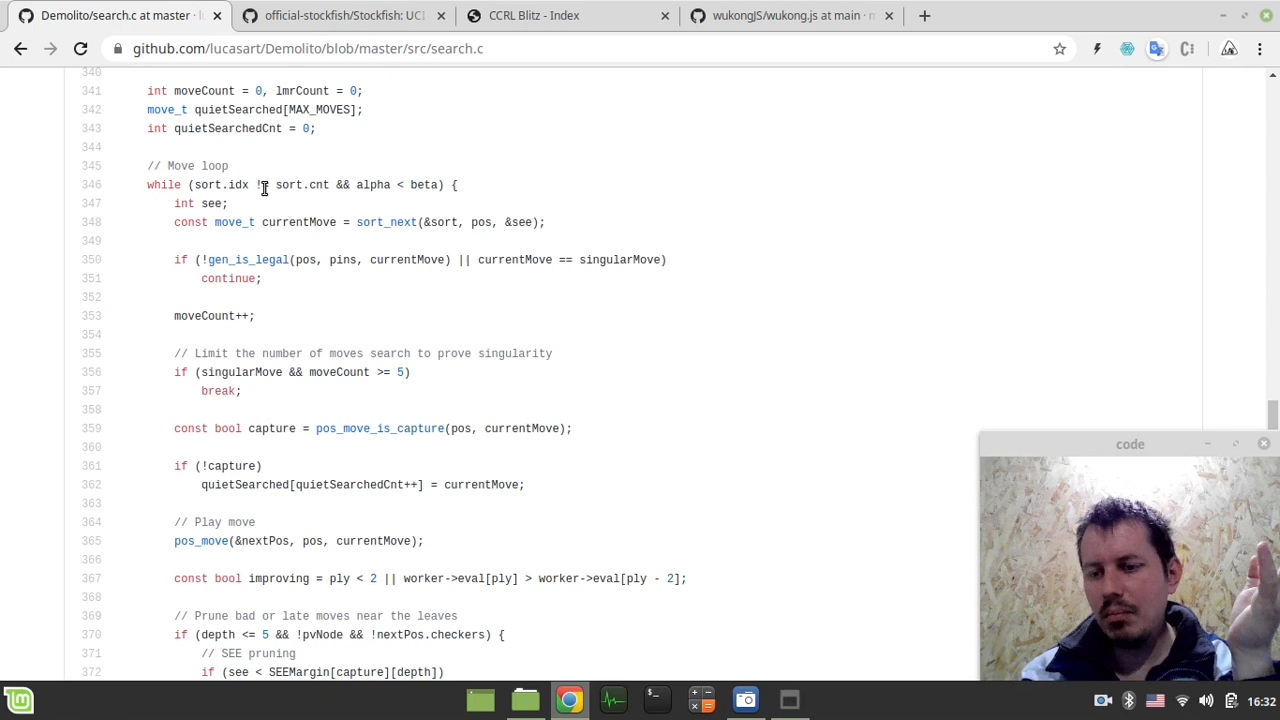 Demolito/search.c at master · l
official-stockfish/Stockfish: UCI
CCRL Blitz - Index
wukongJS/wukong.js at main · m
github.com/lucasart/Demolito/blob/master/src/search.c
340
341 int moveCount = 0, lmrCount = 0;
342 move_t quietSearched[MAX_MOVES];
343 int quietSearchedCnt = 0;
344
345 // Move loop
346 while (sort.idx != sort.cnt && alpha < beta) {
347 int see;
348 const move_t currentMove = sort_next(&sort, pos, &see);
349
350 if (!gen_is_legal(pos, pins, currentMove) || currentMove == singularMove)
351 continue;
352
353 moveCount++;
354
355 // Limit the number of moves search to prove singularity
356 if (singularMove && moveCount >= 5)
357 break;
358
359 const bool capture = pos_move_is_capture(pos, currentMove);
360
361 if (!capture)
362 quietSearched[quietSearchedCnt++] = currentMove;
363
364 // Play move
365 pos_move(&nextPos, pos, currentMove);
366
367 const bool improving = ply < 2 || worker->eval[ply] > worker->eval[ply - 2];
368
369 // Prune bad or late moves near the leaves
370 if (depth <= 5 && !pvNode && !nextPos.checkers) {
371 // SEE pruning
372 if (see < SEEMargin[capture][depth])
code
16:32